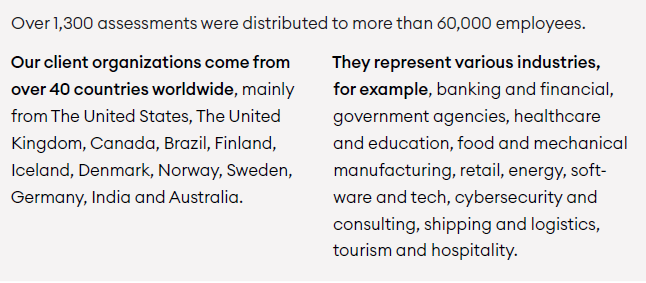 Over 1,300 assessments were distributed to more than 60,000 employees.
Our client organizations come from
over 40 countries worldwide, mainly
from The United States, The United
Kingdom, Canada, Brazil, Finland,
Iceland, Denmark, Norway, Sweden,
Germany, India and Australia.
They represent various industries,
for example, banking and financial,
government agencies, healthcare
and education, food and mechanical
manufacturing, retail, energy, soft-
ware and tech, cybersecurity and
consulting, shipping and logistics,
tourism and hospitality.